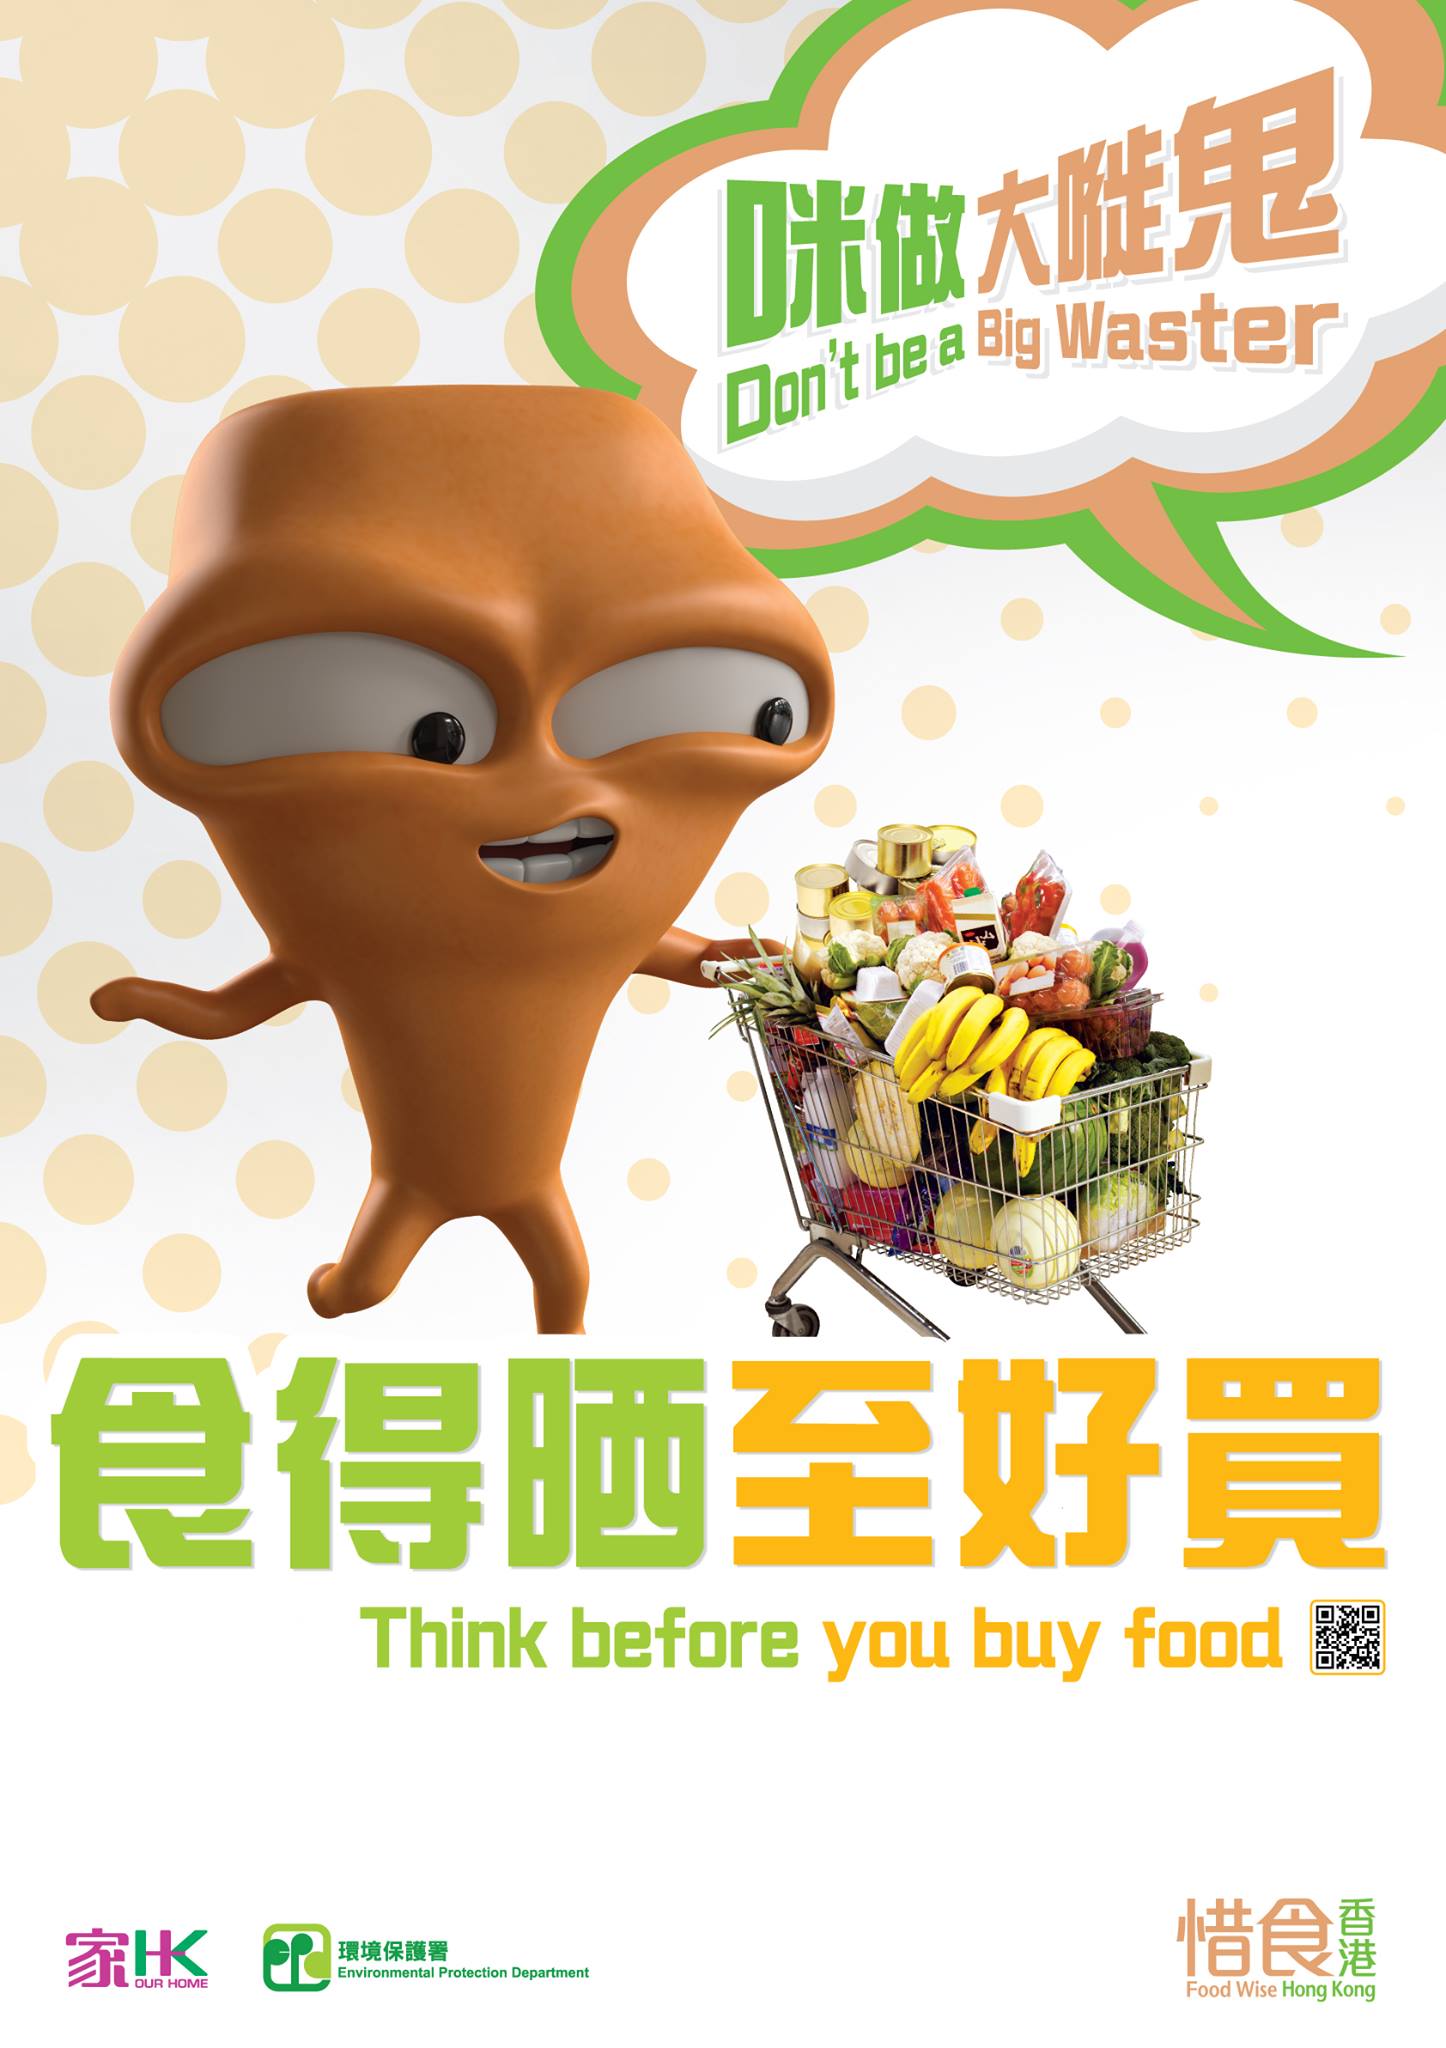 咪做大嘥鬼
Don't be a Big Waster
食得晒至好買
Think before you buy food
家HK
OUR HOME
環境保護署
Environmental Protection Department
惜食香港
Food Wise Hong Kong